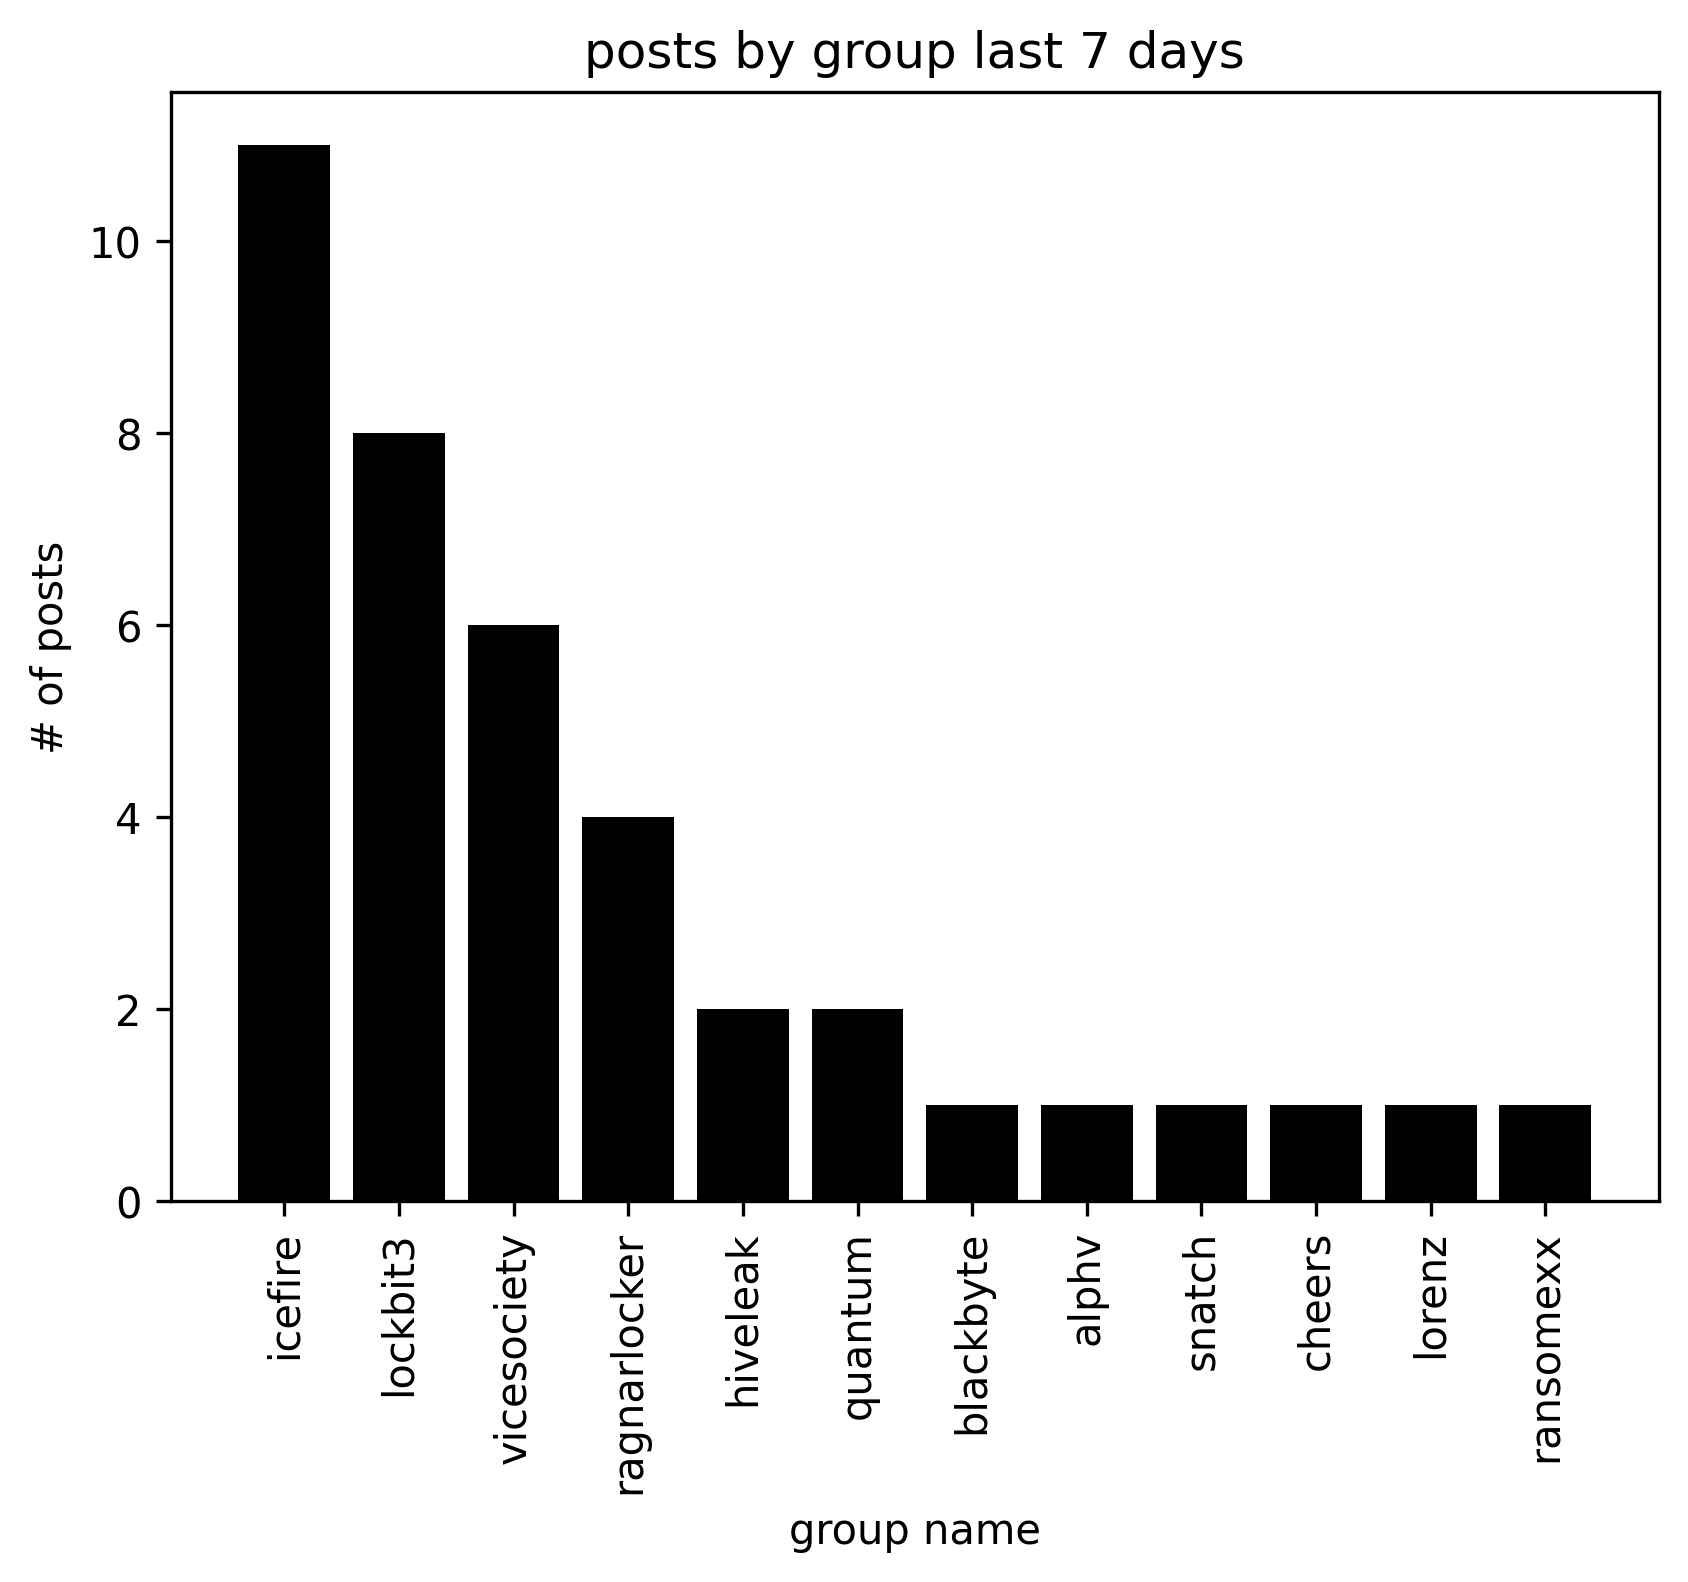 posts by group last 7 days
# of posts
10
8
6
4
2
0
icefire
lockbit3
vicesociety
ragnarlocker
hiveleak
quantum
blackbyte
alphv
snatch
cheers
lorenz
ransomexx
group name